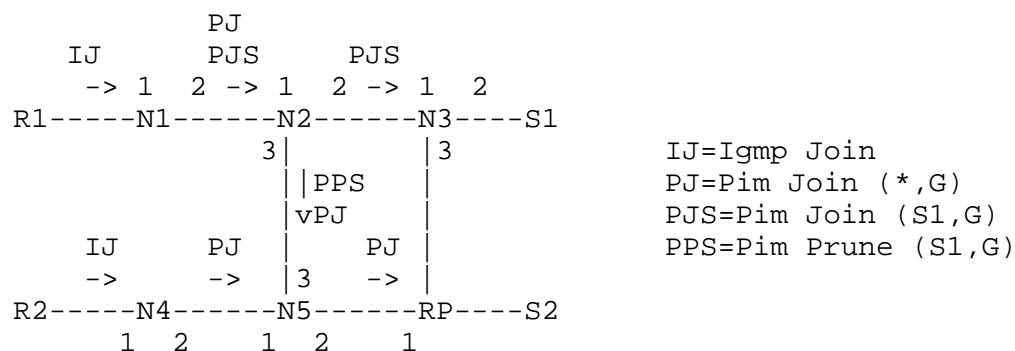 PJ
IJ PJS PJS
-> 1 2 -> 1 2 -> 1 2
R1-----N1------N2------N3----S1
3| |3 IJ=Igmp Join
||PPS | PJ=Pim Join (*,G)
|vPJ | PJS=Pim Join (S1,G)
IJ PJ | PJ | PPS=Pim Prune (S1,G)
-> -> |3 -> |
R2-----N4------N5------RP----S2
1 2 1 2 1